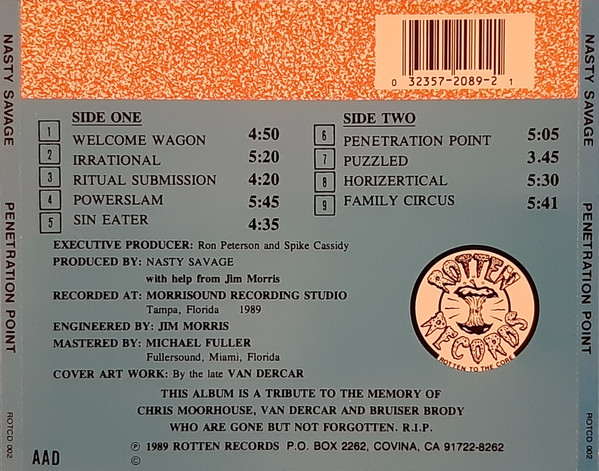 NASTY SAVAGE PENETRATION POINT ROTCD 002
0 32357-2089-2 1
SIDE ONE
1 WELCOME WAGON 4:50
2 IRRATIONAL 5:20
3 RITUAL SUBMISSION 4:20
4 POWERSLAM 5:45
5 SIN EATER 4:35
SIDE TWO
6 PENETRATION POINT 5:05
7 PUZZLED 3.45
8 HORIZERTICAL 5:30
9 FAMILY CIRCUS 5:41
EXECUTIVE PRODUCER: Ron Peterson and Spike Cassidy
PRODUCED BY: NASTY SAVAGE
with help from Jim Morris
RECORDED AT: MORRISOUND RECORDING STUDIO
Tampa, Florida 1989
ENGINEERED BY: JIM MORRIS
MASTERED BY: MICHAEL FULLER
Fullersound, Miami, Florida
COVER ART WORK: By the late VAN DERCAR
ROTTEN RECORDS
ROTTEN TO THE CORE
THIS ALBUM IS A TRIBUTE TO THE MEMORY OF
CHRIS MOORHOUSE, VAN DERCAR AND BRUISER BRODY
WHO ARE GONE BUT NOT FORGOTTEN. R.I.P.
AAD
℗ 1989 ROTTEN RECORDS P.O. BOX 2262, COVINA, CA 91722-8262
©
NASTY SAVAGE PENETRATION POINT ROTCD 002